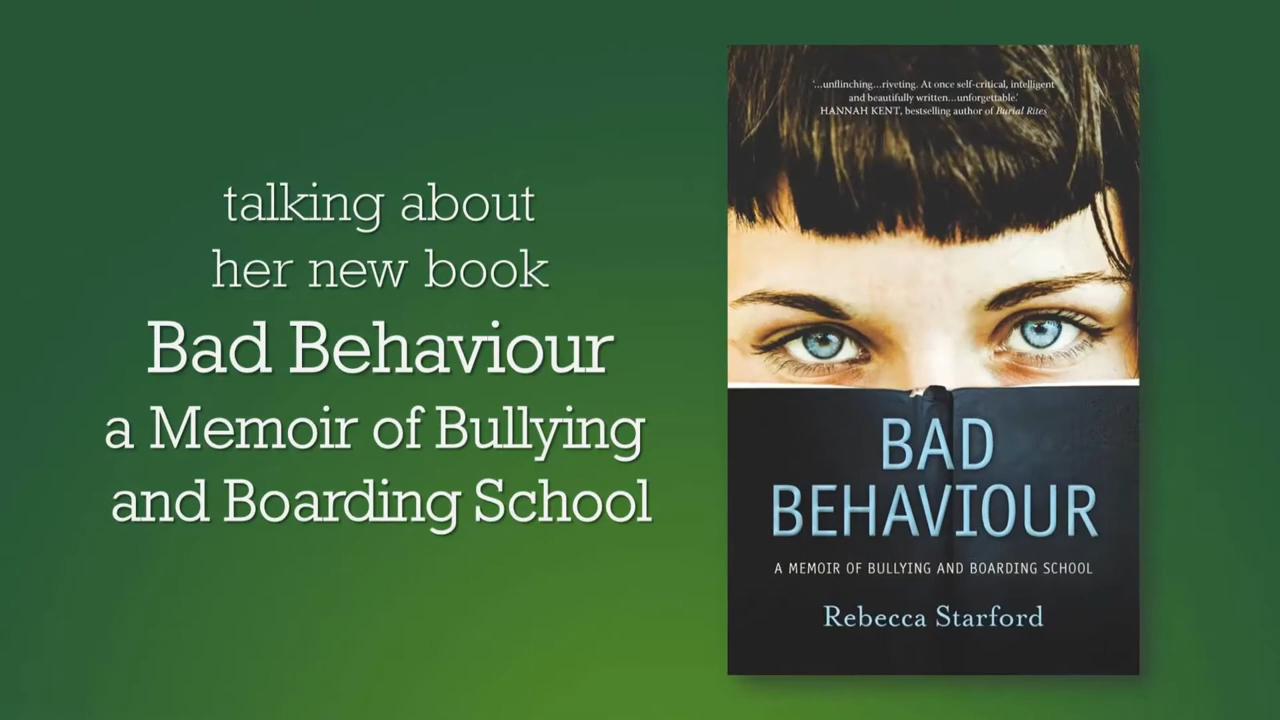 talking about
her new book
Bad Behaviour
a Memoir of Bullying
and Boarding School
'...unflinching...riveting. At once self-critical, intelligent
and beautifully written...unforgettable.'
HANNAH KENT, bestselling author of Burial Rites
BAD
BEHAVIOUR
A MEMOIR OF BULLYING AND BOARDING SCHOOL
Rebecca Starford